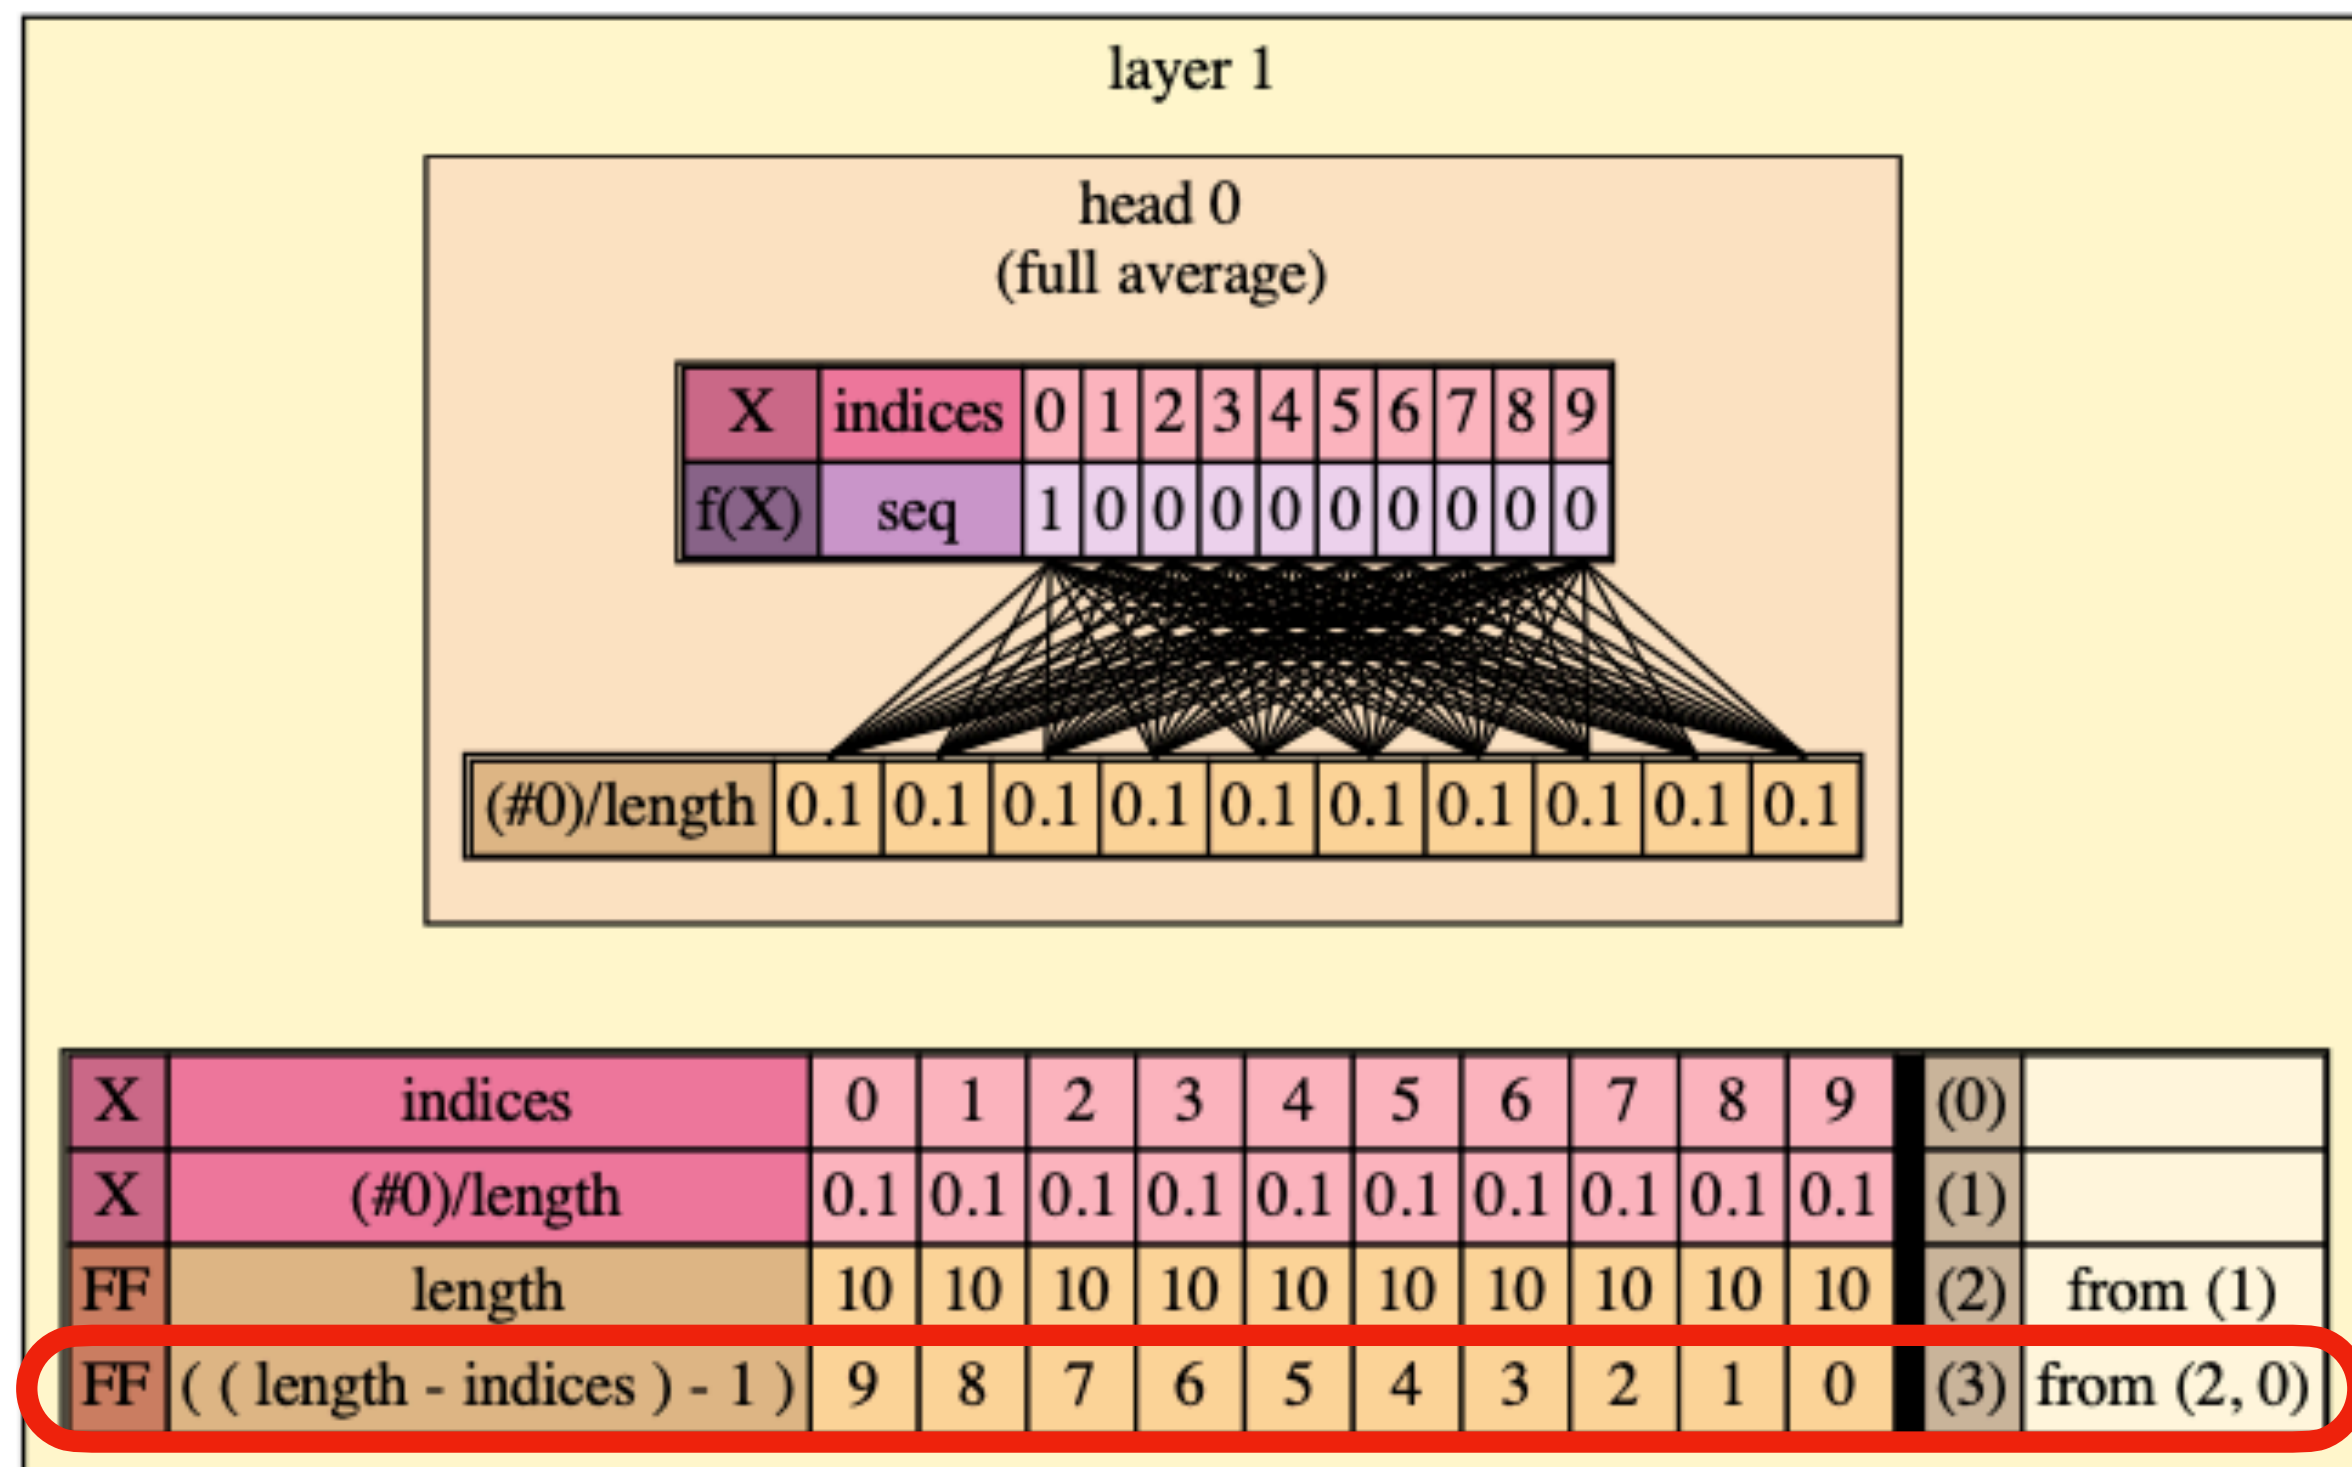 layer 1
head 0
(full average)
X indices 0 1 2 3 4 5 6 7 8 9
f(X) seq 1 0 0 0 0 0 0 0 0 0
(#0)/length 0.1 0.1 0.1 0.1 0.1 0.1 0.1 0.1 0.1 0.1
X indices 0 1 2 3 4 5 6 7 8 9 (0)
X (#0)/length 0.1 0.1 0.1 0.1 0.1 0.1 0.1 0.1 0.1 0.1 (1)
FF length 10 10 10 10 10 10 10 10 10 10 (2) from (1)
FF ( ( length - indices ) - 1 ) 9 8 7 6 5 4 3 2 1 0 (3) from (2, 0)